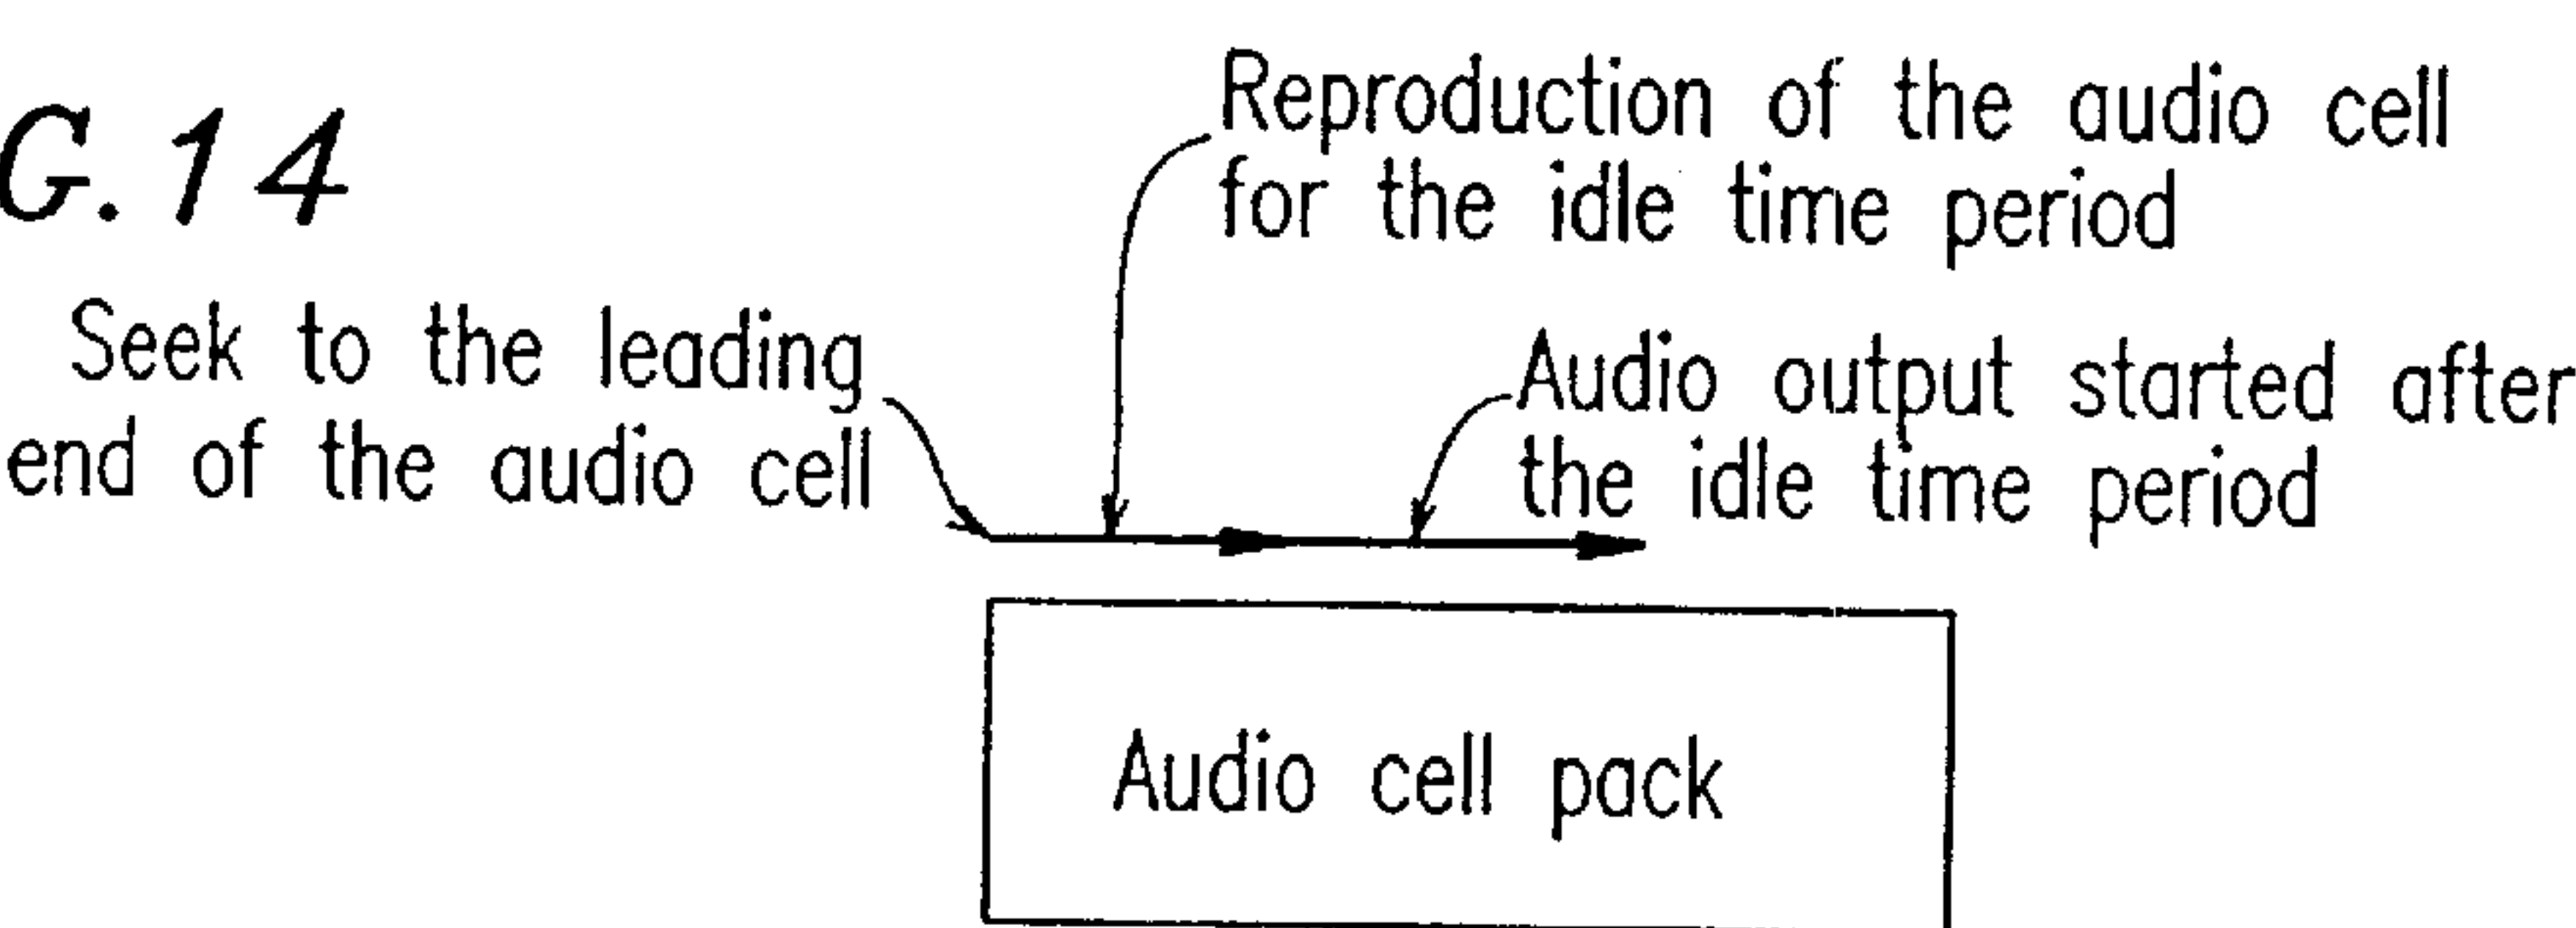 G.14
Reproduction of the audio cell
for the idle time period
Seek to the leading
end of the audio cell
Audio output started after
the idle time period
Audio cell pack